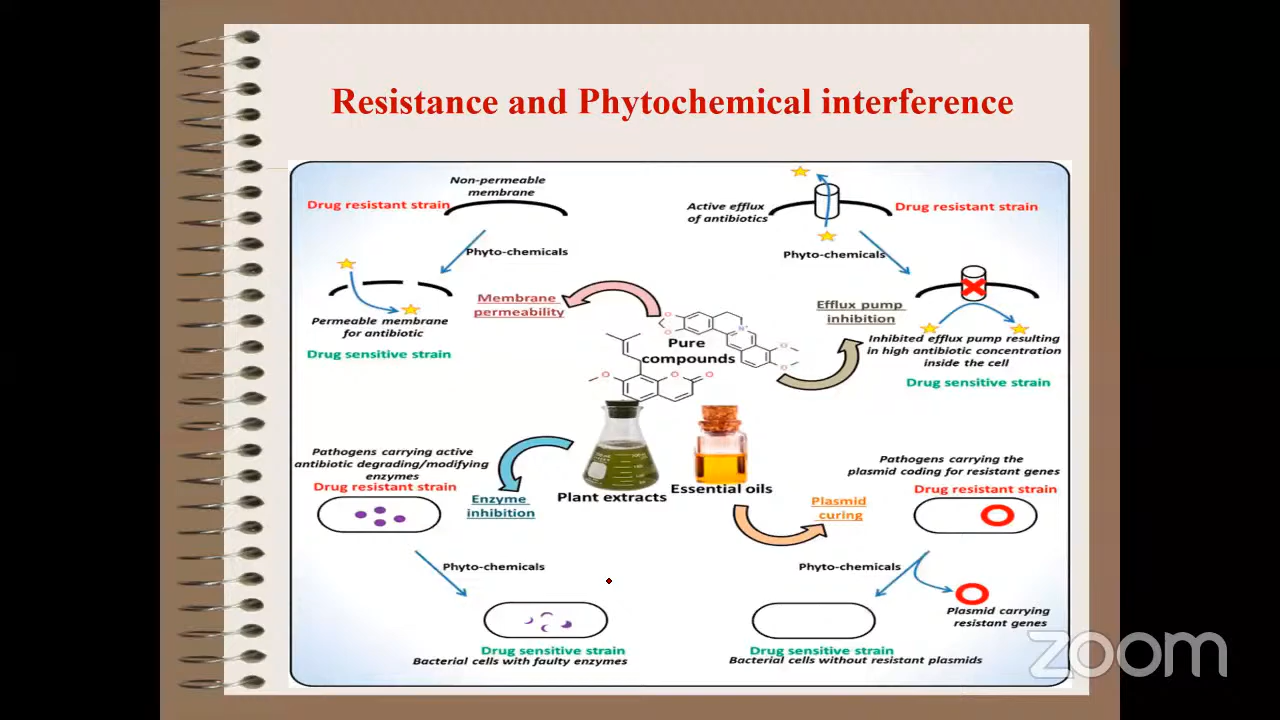 Resistance and Phytochemical interference
Non-permeable
membrane
Drug resistant strain
Phyto-chemicals
Permeable membrane
for antibiotic
Drug sensitive strain
Membrane
permeability
Active efflux
of antibiotics
Drug resistant strain
Phyto-chemicals
Efflux pump
inhibition
Inhibited efflux pump resulting
in high antibiotic concentration
inside the cell
Drug sensitive strain
Pure
compounds
Plant extracts
Essential oils
Pathogens carrying active
antibiotic degrading/modifying
enzymes
Drug resistant strain
Enzyme
inhibition
Phyto-chemicals
Drug sensitive strain
Bacterial cells with faulty enzymes
Pathogens carrying the
plasmid coding for resistant genes
Drug resistant strain
Plasmid
curing
Phyto-chemicals
Plasmid carrying
resistant genes
Drug sensitive strain
Bacterial cells without resistant plasmids
zoom